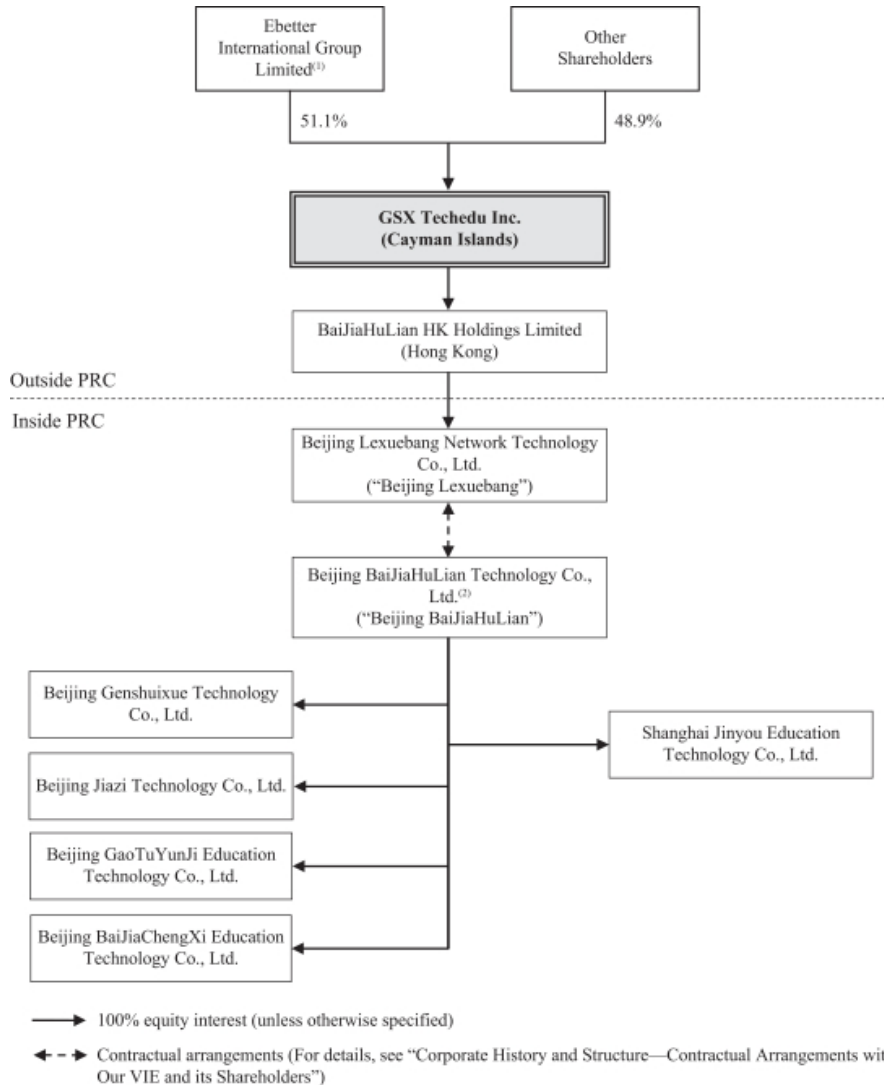 Ebetter
International Group
Limited(1)
Other
Shareholders
51.1%
48.9%
GSX Techedu Inc.
(Cayman Islands)
BaiJiaHuLian HK Holdings Limited
(Hong Kong)
Outside PRC
Inside PRC
Beijing Lexuebang Network Technology
Co., Ltd.
(“Beijing Lexuebang”)
Beijing BaiJiaHuLian Technology Co.,
Ltd.(2)
(“Beijing BaiJiaHuLian”)
Beijing Genshuixue Technology
Co., Ltd.
Shanghai Jinyou Education
Technology Co., Ltd.
Beijing Jiazi Technology Co., Ltd.
Beijing GaoTuYunJi Education
Technology Co., Ltd.
Beijing BaiJiaChengXi Education
Technology Co., Ltd.
100% equity interest (unless otherwise specified)
Contractual arrangements (For details, see “Corporate History and Structure—Contractual Arrangements wit
Our VIE and its Shareholders”)